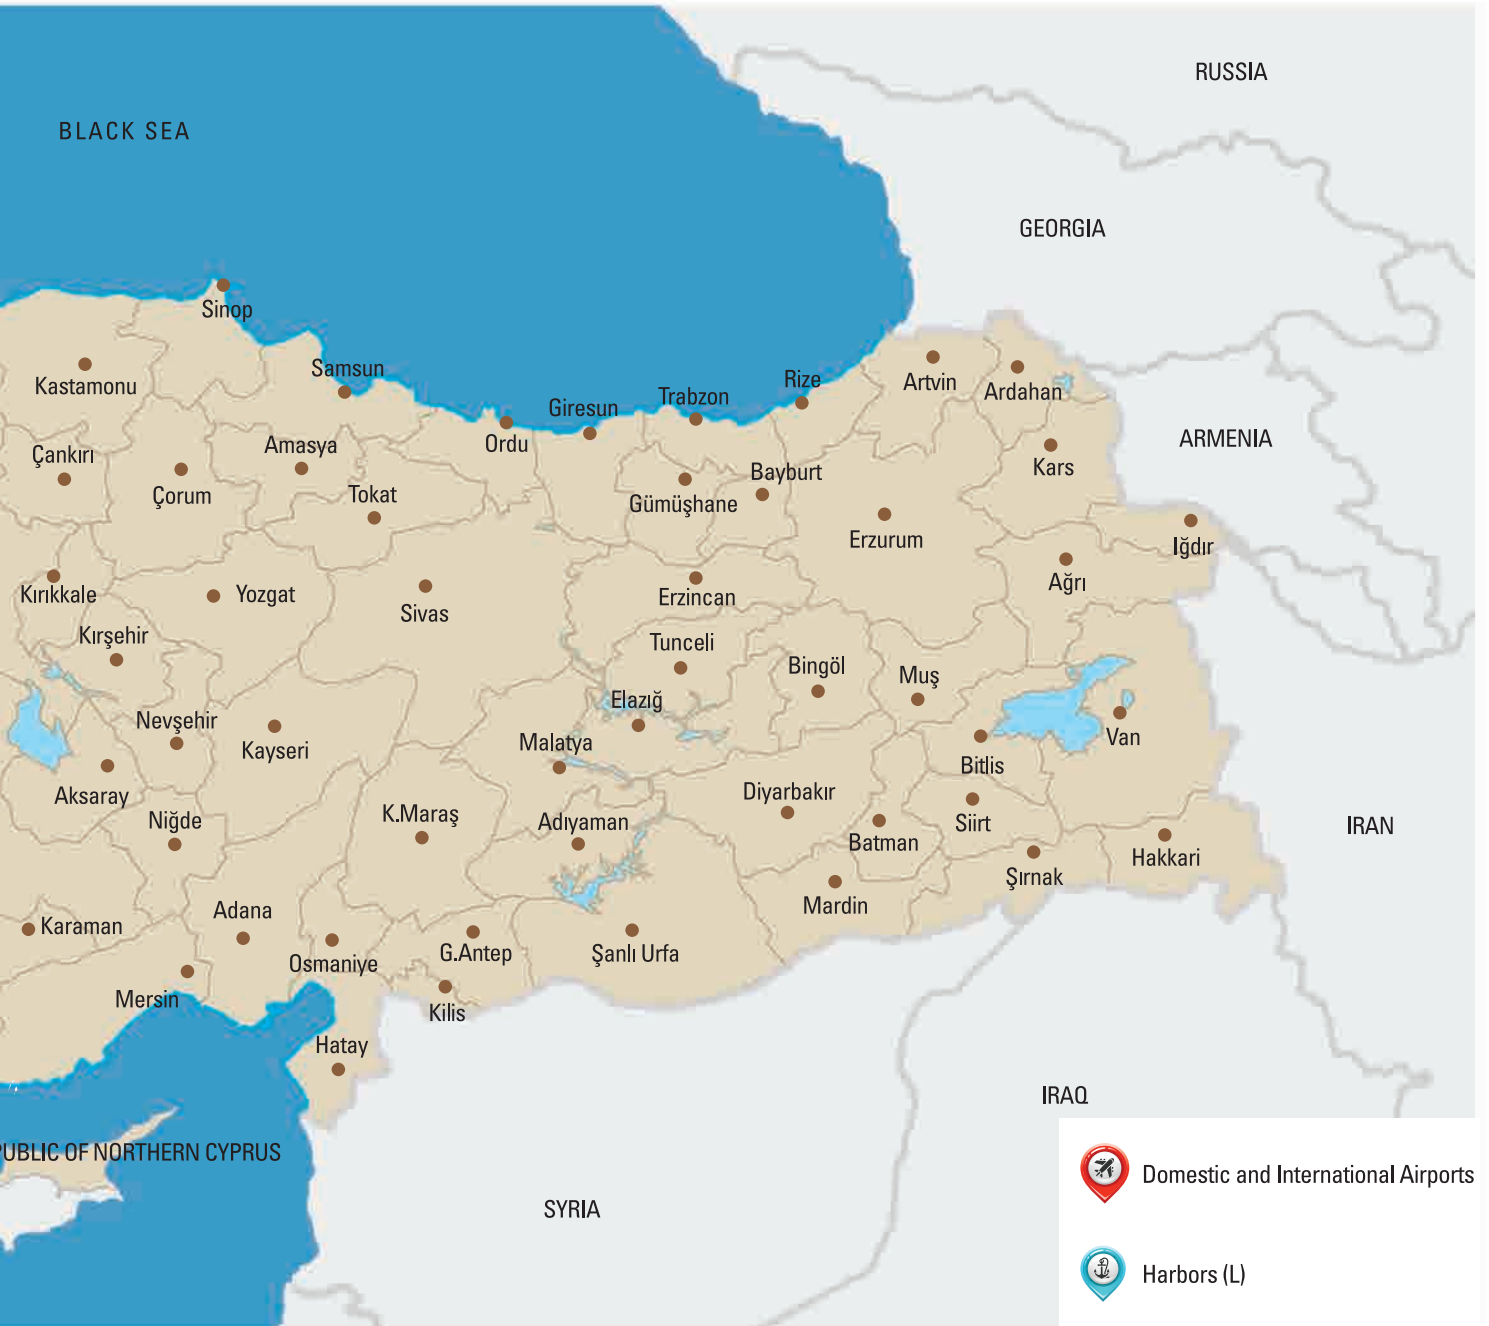 RUSSIA
BLACK SEA
GEORGIA
Sinop
Samsun
Rize
Artvin
Kastamonu
Ardahan
Trabzon
Giresun
ARMENIA
Ordu
Amasya
Çankırı
Kars
Bayburt
Çorum
Tokat
Gümüşhane
Erzurum
Iğdır
Ağrı
Kırıkkale
Yozgat
Erzincan
Sivas
Kırşehir
Tunceli
Bingöl
Muş
Elazığ
Nevşehir
Van
Malatya
Kayseri
Bitlis
Diyarbakır
Aksaray
K.Maraş
Niğde
Adıyaman
Siirt
IRAN
Batman
Hakkari
Şırnak
Mardin
Adana
Karaman
G.Antep
Şanlı Urfa
Osmaniye
Mersin
Kilis
Hatay
IRAQ
PUBLIC OF NORTHERN CYPRUS
Domestic and International Airports
SYRIA
Harbors (L)